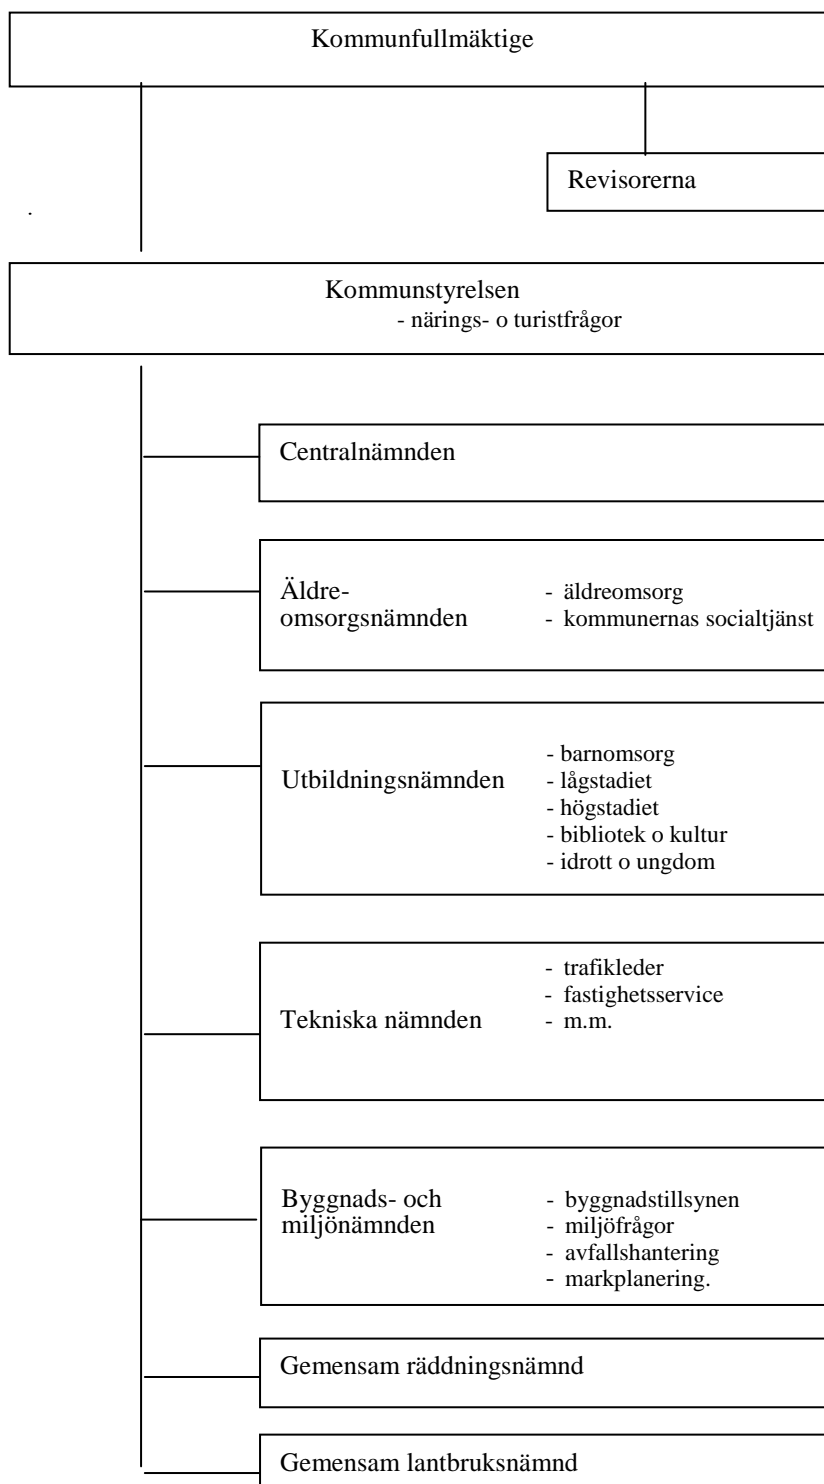 Kommunfullmäktige
Revisorerna
.
Kommunstyrelsen
- närings- o turistfrågor
Centralnämnden
Äldre-
omsorgsnämnden
- äldreomsorg
- kommunernas socialtjänst
Utbildningsnämnden
- barnomsorg
- lågstadiet
- högstadiet
- bibliotek o kultur
- idrott o ungdom
Tekniska nämnden
- trafikleder
- fastighetsservice
- m.m.
Byggnads- och
miljönämnden
- byggnadstillsynen
- miljöfrågor
- avfallshantering
- markplanering.
Gemensam räddningsnämnd
Gemensam lantbruksnämnd